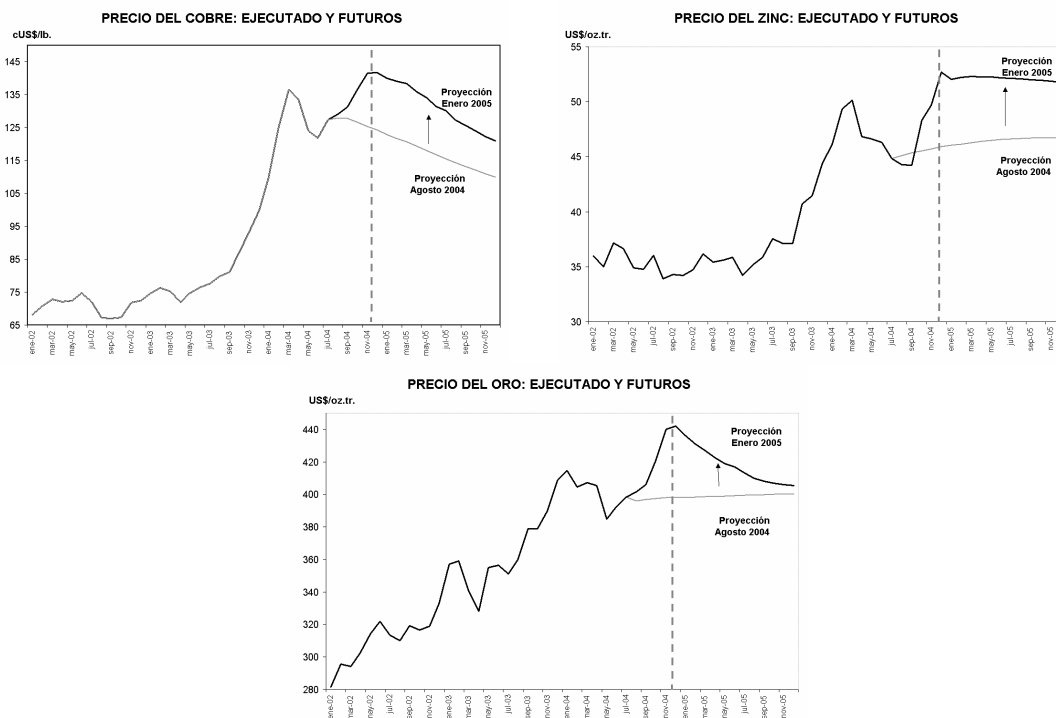 PRECIO DEL COBRE: EJECUTADO Y FUTUROS
cUS$/lb.
145
135
125
115
105
95
85
75
65
Proyección
Enero 2005
Proyección
Agosto 2004
ene-02
mar-02
may-02
jul-02
sep-02
nov-02
ene-03
mar-03
may-03
jul-03
sep-03
nov-03
ene-04
mar-04
may-04
jul-04
sep-04
nov-04
ene-05
mar-05
may-05
jul-05
sep-05
nov-05
PRECIO DEL ZINC: EJECUTADO Y FUTUROS
US$/oz.tr.
55
50
45
40
35
30
Proyección
Enero 2005
Proyección
Agosto 2004
ene-02
mar-02
may-02
jul-02
sep-02
nov-02
ene-03
mar-03
may-03
jul-03
sep-03
nov-03
ene-04
mar-04
may-04
jul-04
sep-04
nov-04
ene-05
mar-05
may-05
jul-05
sep-05
nov-05
PRECIO DEL ORO: EJECUTADO Y FUTUROS
US$/oz.tr.
440
420
400
380
360
340
320
300
280
Proyección
Enero 2005
Proyección
Agosto 2004
ene-02
mar-02
may-02
jul-02
sep-02
nov-02
ene-03
mar-03
may-03
jul-03
sep-03
nov-03
ene-04
mar-04
may-04
jul-04
sep-04
nov-04
ene-05
mar-05
may-05
jul-05
sep-05
nov-05